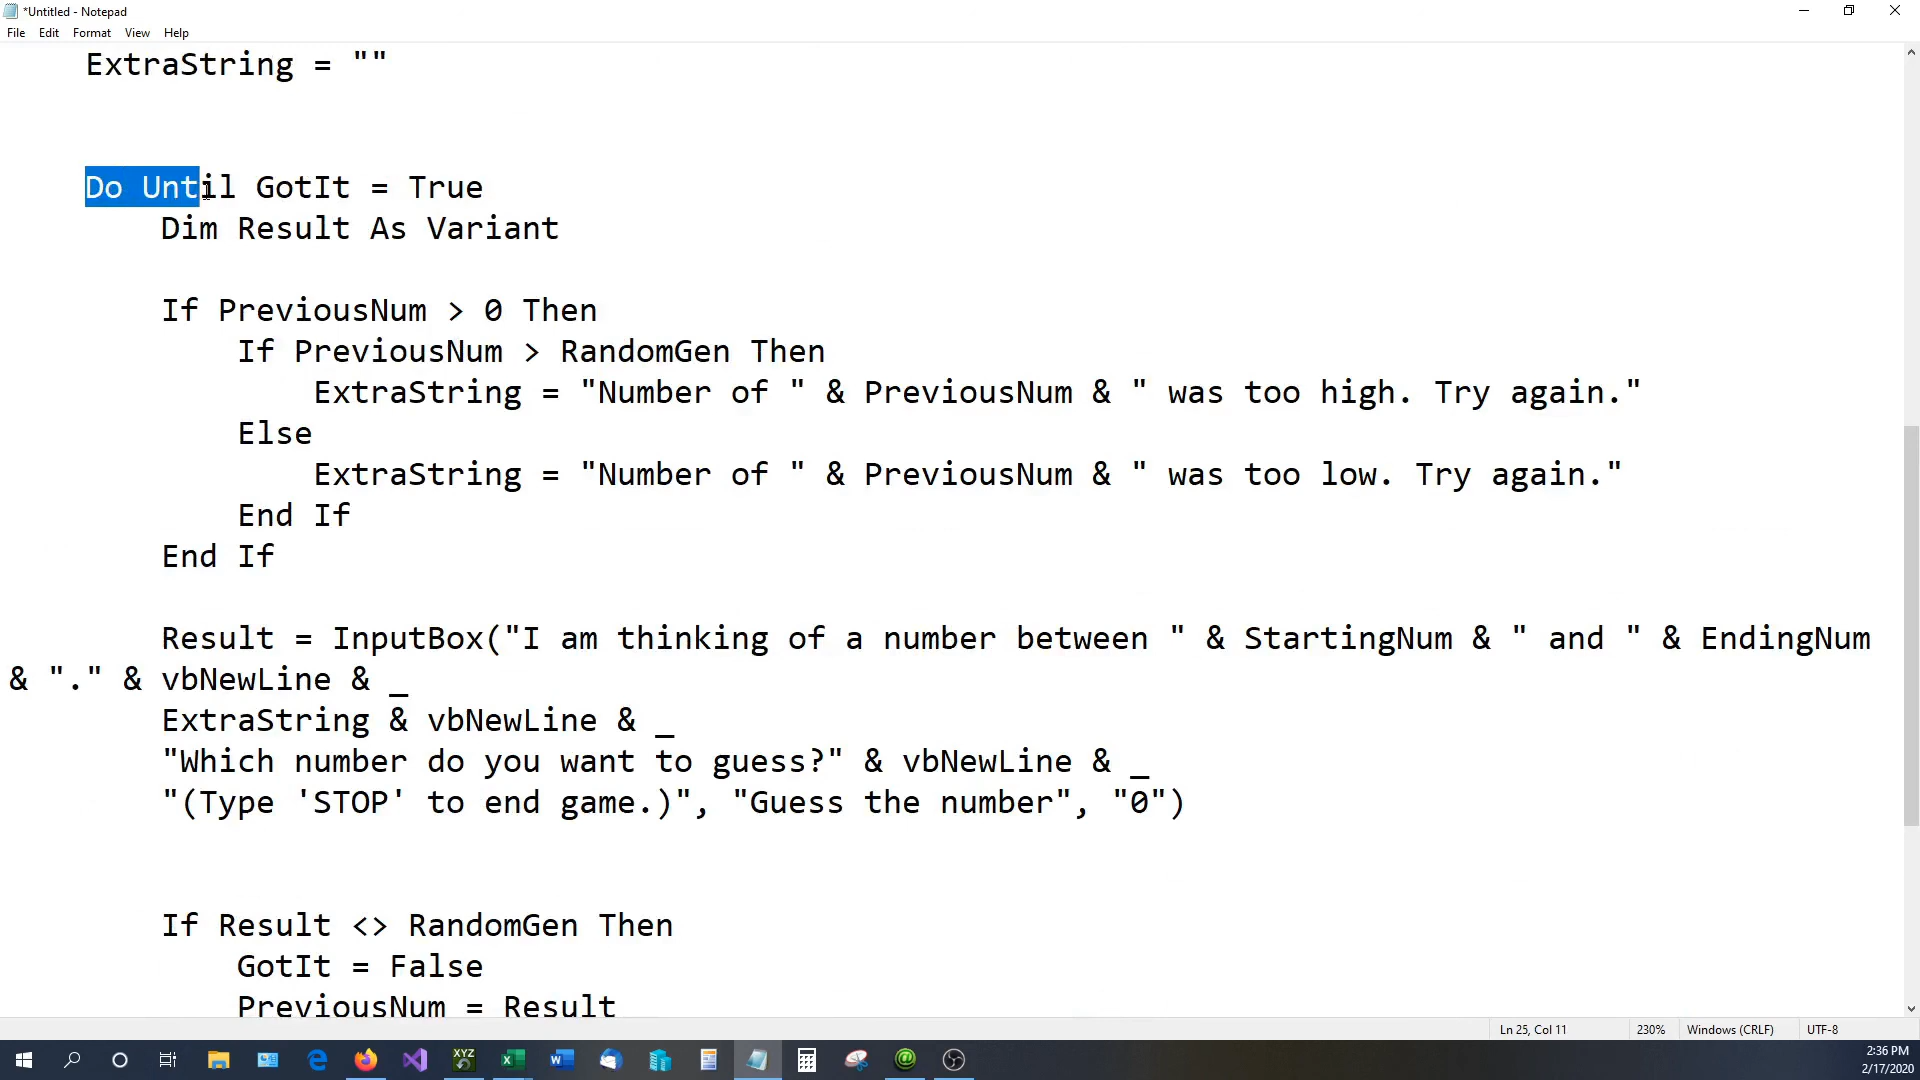 *Untitled - Notepad
File Edit Format View Help
ExtraString = ""
Do Until GotIt = True
Dim Result As Variant
If PreviousNum > 0 Then
If PreviousNum > RandomGen Then
ExtraString = "Number of " & PreviousNum & " was too high. Try again."
Else
ExtraString = "Number of " & PreviousNum & " was too low. Try again."
End If
End If
Result = InputBox("I am thinking of a number between " & StartingNum & " and " & EndingNum
& "." & vbNewLine & _
ExtraString & vbNewLine & _
"Which number do you want to guess?" & vbNewLine & _
"(Type 'STOP' to end game.)", "Guess the number", "0")
If Result <> RandomGen Then
GotIt = False
PreviousNum = Result
Ln 25, Col 11 230% Windows (CRLF) UTF-8
XYZ
2:36 PM
2/17/2020